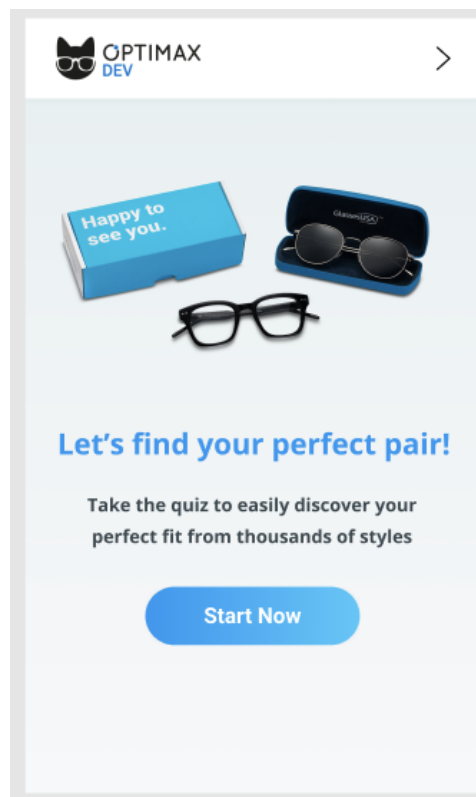 OPTIMAX
DEV
Happy to
see you.
GlassesUSA
Let's find your perfect pair!
Take the quiz to easily discover your
perfect fit from thousands of styles
Start Now